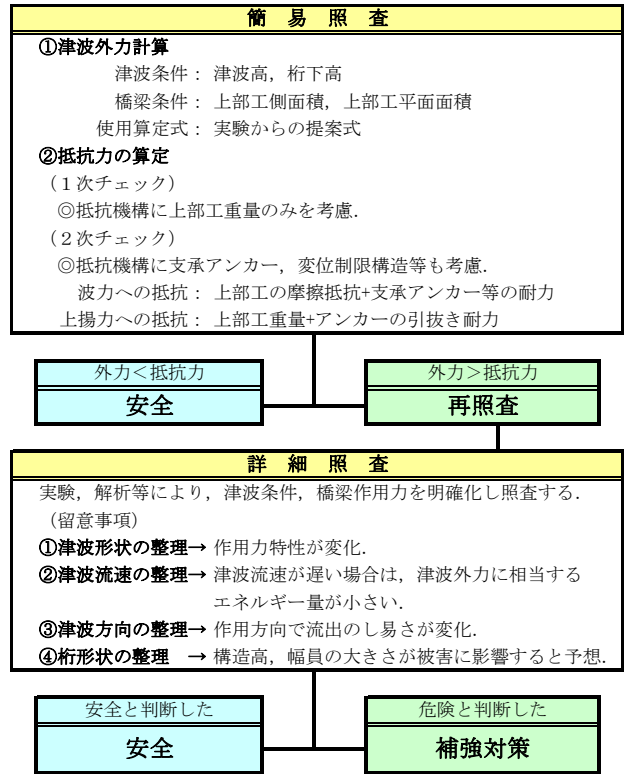 簡　易　照　査
①津波外力計算
津波条件： 津波高，桁下高
橋梁条件： 上部工側面積，上部工平面面積
使用算定式： 実験からの提案式
②抵抗力の算定
（１次チェック）
◎抵抗機構に上部工重量のみを考慮．
（２次チェック）
◎抵抗機構に支承アンカー，変位制限構造等も考慮．
波力への抵抗： 上部工の摩擦抵抗+支承アンカー等の耐力
上揚力への抵抗： 上部工重量+アンカーの引抜き耐力
外力＜抵抗力
安全
外力＞抵抗力
再照査
詳　細　照　査
実験，解析等により，津波条件，橋梁作用力を明確化し照査する．
（留意事項）
①津波形状の整理→ 作用力特性が変化．
②津波流速の整理→ 津波流速が遅い場合は，津波外力に相当する
エネルギー量が小さい．
③津波方向の整理→ 作用方向で流出のし易さが変化．
④桁形状の整理　→ 構造高，幅員の大きさが被害に影響すると予想．
安全と判断した
安全
危険と判断した
補強対策